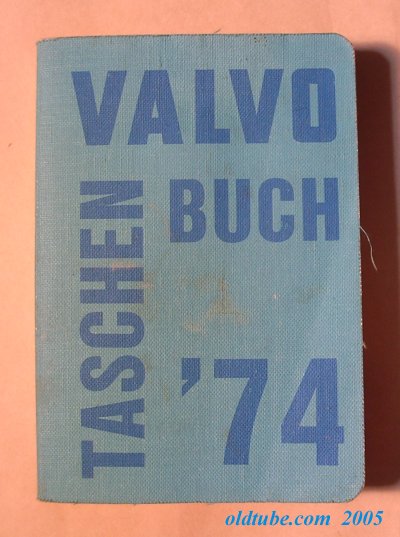 VALVO
TASCHEN
BUCH
'74
oldtube.com 2005